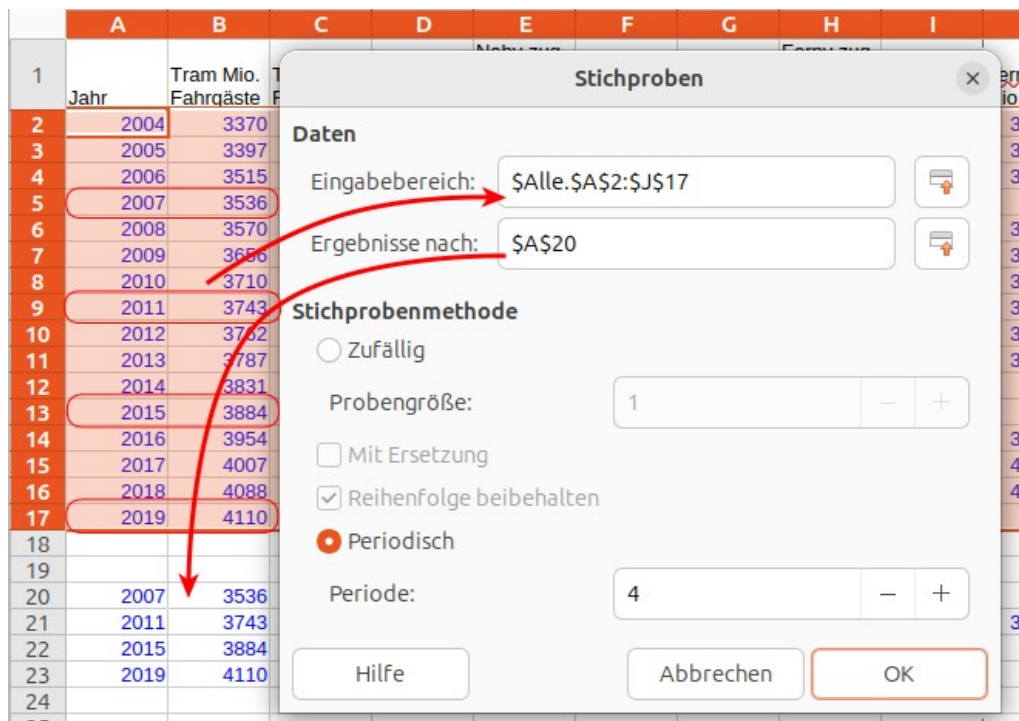 A B C D E F G H I
1 Jahr Tram Mio. Fahrgäste
Stichproben
2 2004 3370
Daten
3 2005 3397
4 2006 3515
Eingabebereich: $Alle.$A$2:$J$17
5 2007 3536
6 2008 3570
Ergebnisse nach: $A$20
7 2009 3656
8 2010 3710
9 2011 3743
Stichprobenmethode
10 2012 3762
Zufällig
11 2013 3787
12 2014 3831
Probengröße: 1
13 2015 3884
14 2016 3954
Mit Ersetzung
15 2017 4007
16 2018 4088
Reihenfolge beibehalten
17 2019 4110
18
Periodisch
19
20 2007 3536
Periode: 4
21 2011 3743
22 2015 3884
23 2019 4110
Hilfe Abbrechen OK
24